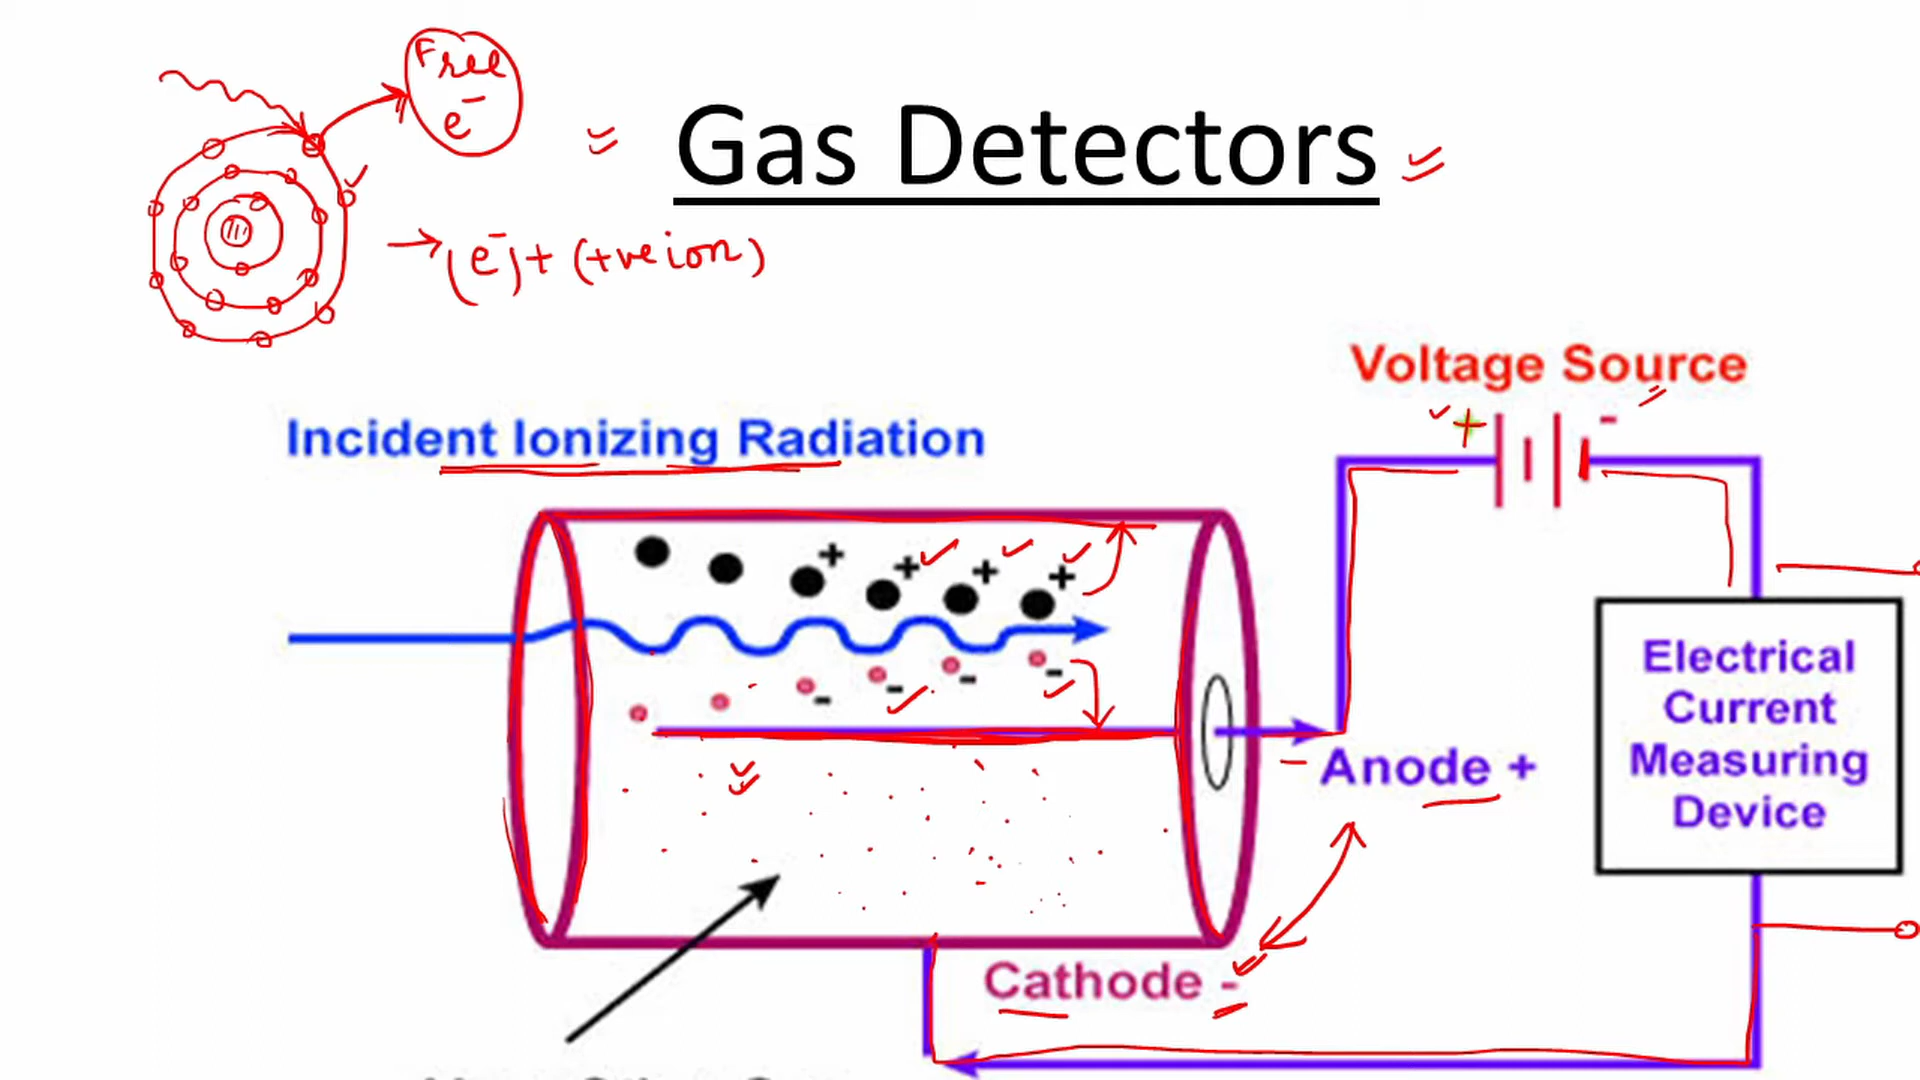 Free
e⁻
Gas Detectors
→ (e⁻) + (+ve ion)
Voltage Source
+ -
Incident Ionizing Radiation
+ + + +
- - - -
Anode +
Electrical
Current
Measuring
Device
Cathode -